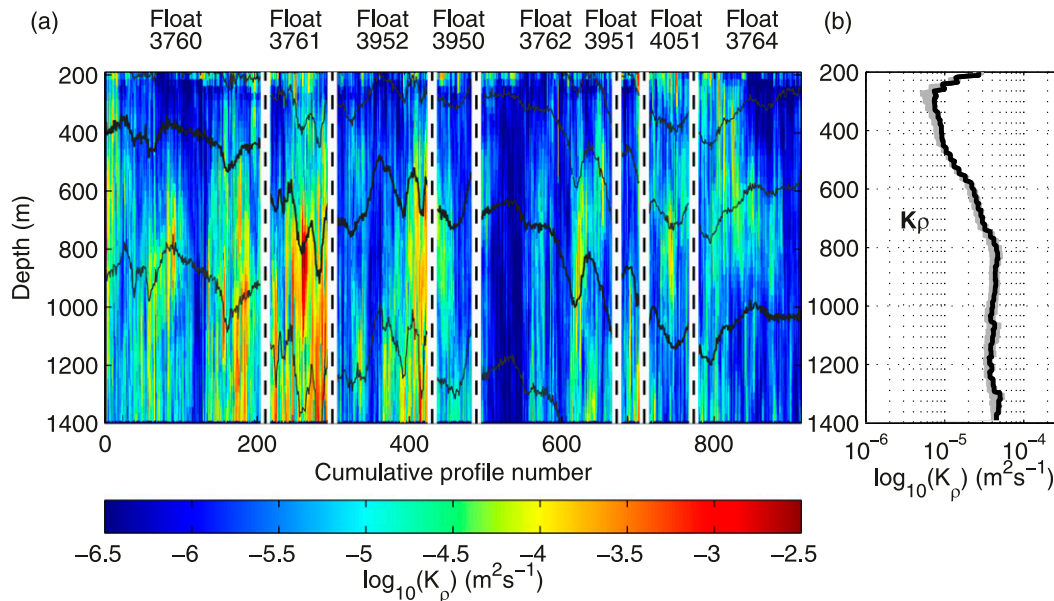 (a)
Float 3760
Float 3761
Float 3952
Float 3950
Float 3762
Float 3951
Float 4051
Float 3764
(b)
200
400
600
800
1000
1200
1400
Depth (m)
0
200
400
600
800
Cumulative profile number
200
400
600
800
1000
1200
1400
Kρ
10⁻⁶
10⁻⁵
10⁻⁴
log₁₀(Kρ) (m²s⁻¹)
−6.5
−6
−5.5
−5
−4.5
−4
−3.5
−3
−2.5
log₁₀(Kρ) (m²s⁻¹)